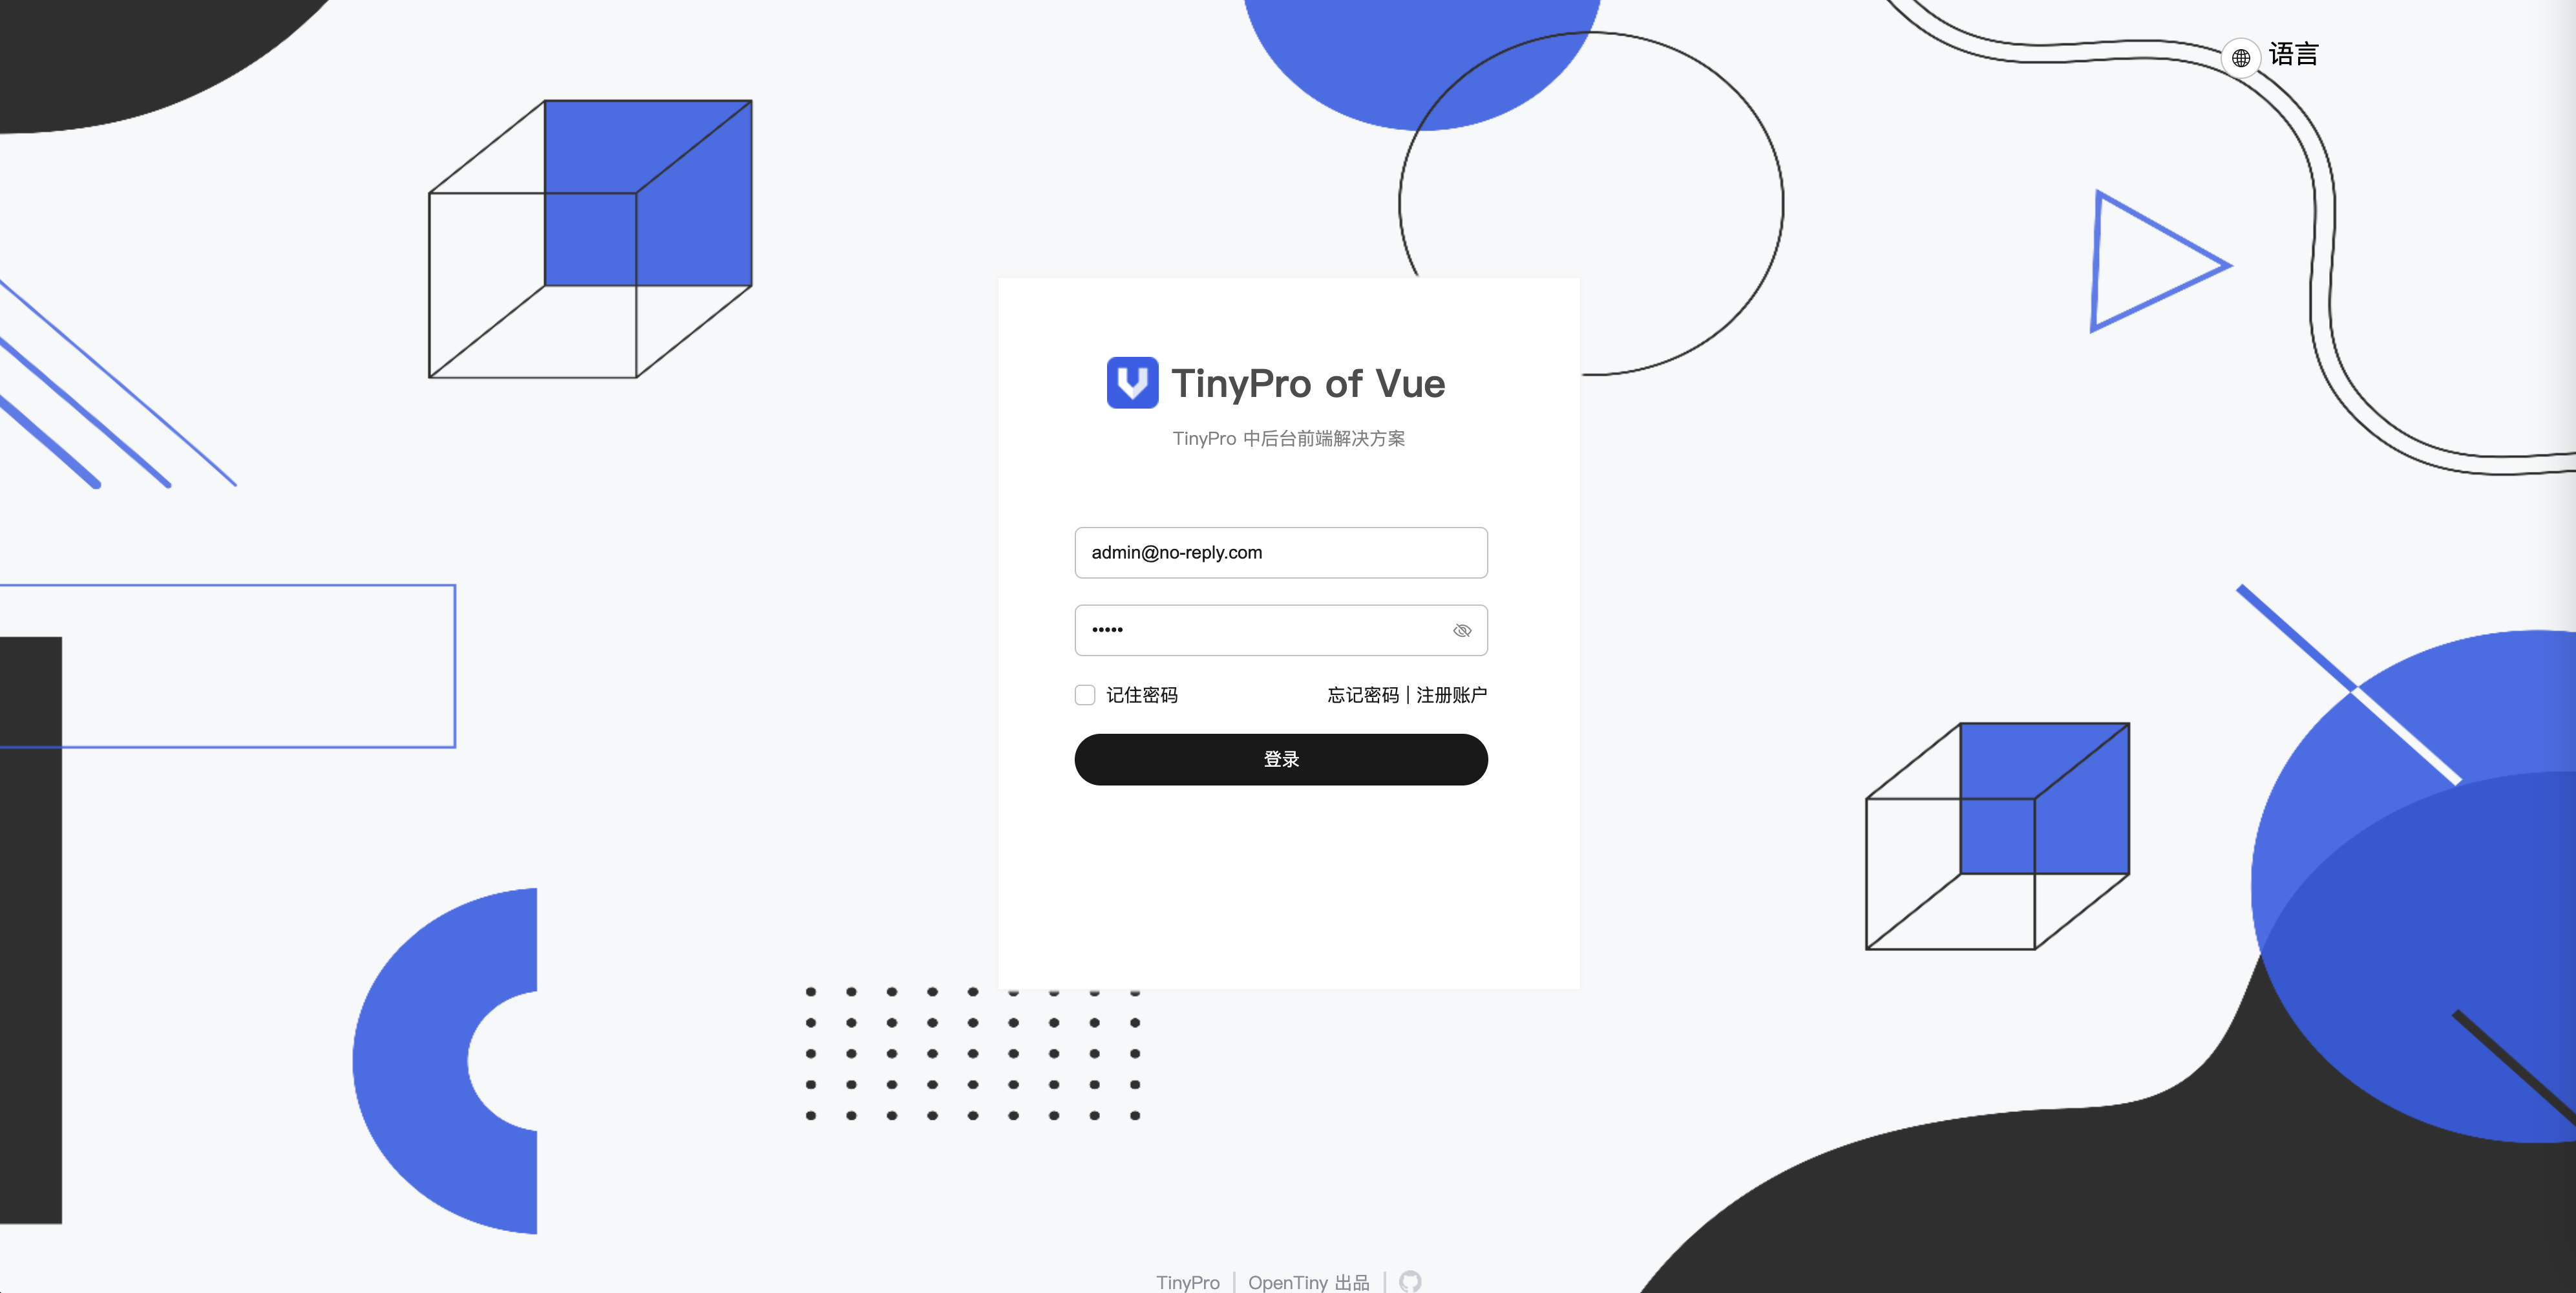 语言
TinyPro of Vue
TinyPro 中后台前端解决方案
admin@no-reply.com
•••••
记住密码
忘记密码 | 注册账户
登录
TinyPro | OpenTiny 出品 |